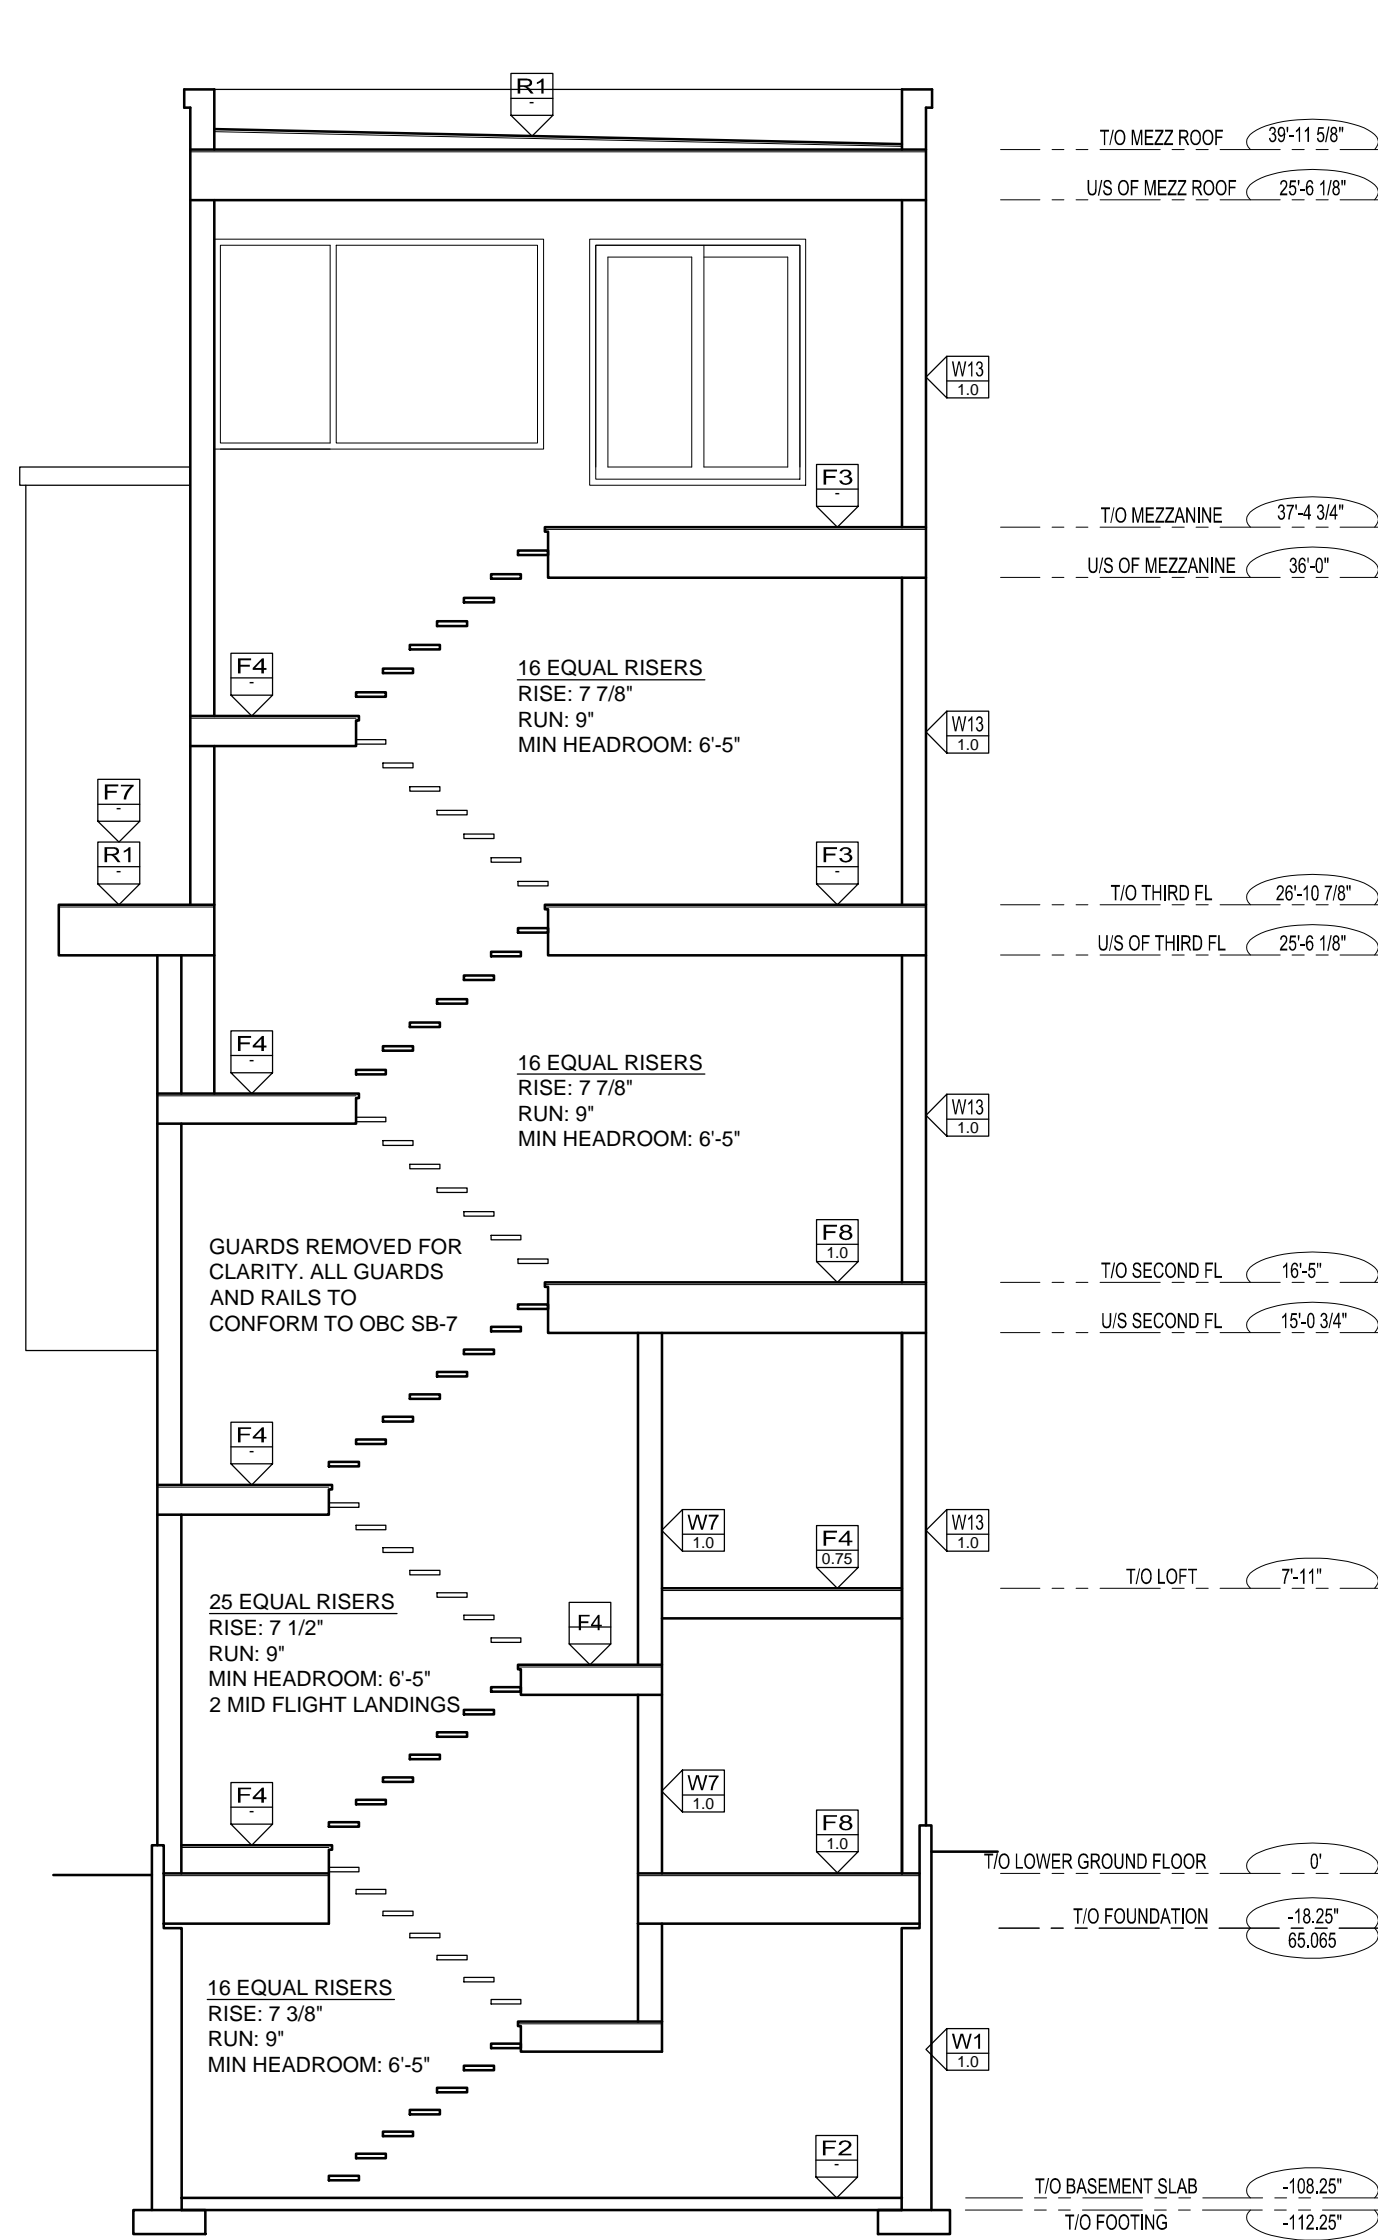 R1
-
T/O MEZZ ROOF 39'-11 5/8"
U/S OF MEZZ ROOF 25'-6 1/8"
W13
1.0
F3
-
T/O MEZZANINE 37'-4 3/4"
U/S OF MEZZANINE 36'-0"
F4
-
16 EQUAL RISERS
RISE: 7 7/8"
RUN: 9"
MIN HEADROOM: 6'-5"
W13
1.0
F7
-
R1
-
F3
-
T/O THIRD FL 26'-10 7/8"
U/S OF THIRD FL 25'-6 1/8"
F4
-
16 EQUAL RISERS
RISE: 7 7/8"
RUN: 9"
MIN HEADROOM: 6'-5"
W13
1.0
GUARDS REMOVED FOR
CLARITY. ALL GUARDS
AND RAILS TO
CONFORM TO OBC SB-7
F8
1.0
T/O SECOND FL 16'-5"
U/S SECOND FL 15'-0 3/4"
F4
-
W7
1.0
F4
0.75
W13
1.0
T/O LOFT 7'-11"
25 EQUAL RISERS
RISE: 7 1/2"
RUN: 9"
MIN HEADROOM: 6'-5"
2 MID FLIGHT LANDINGS
F4
F4
-
W7
1.0
F8
1.0
T/O LOWER GROUND FLOOR 0'
T/O FOUNDATION -18.25"
65.065
16 EQUAL RISERS
RISE: 7 3/8"
RUN: 9"
MIN HEADROOM: 6'-5"
W1
1.0
F2
-
T/O BASEMENT SLAB -108.25"
T/O FOOTING -112.25"